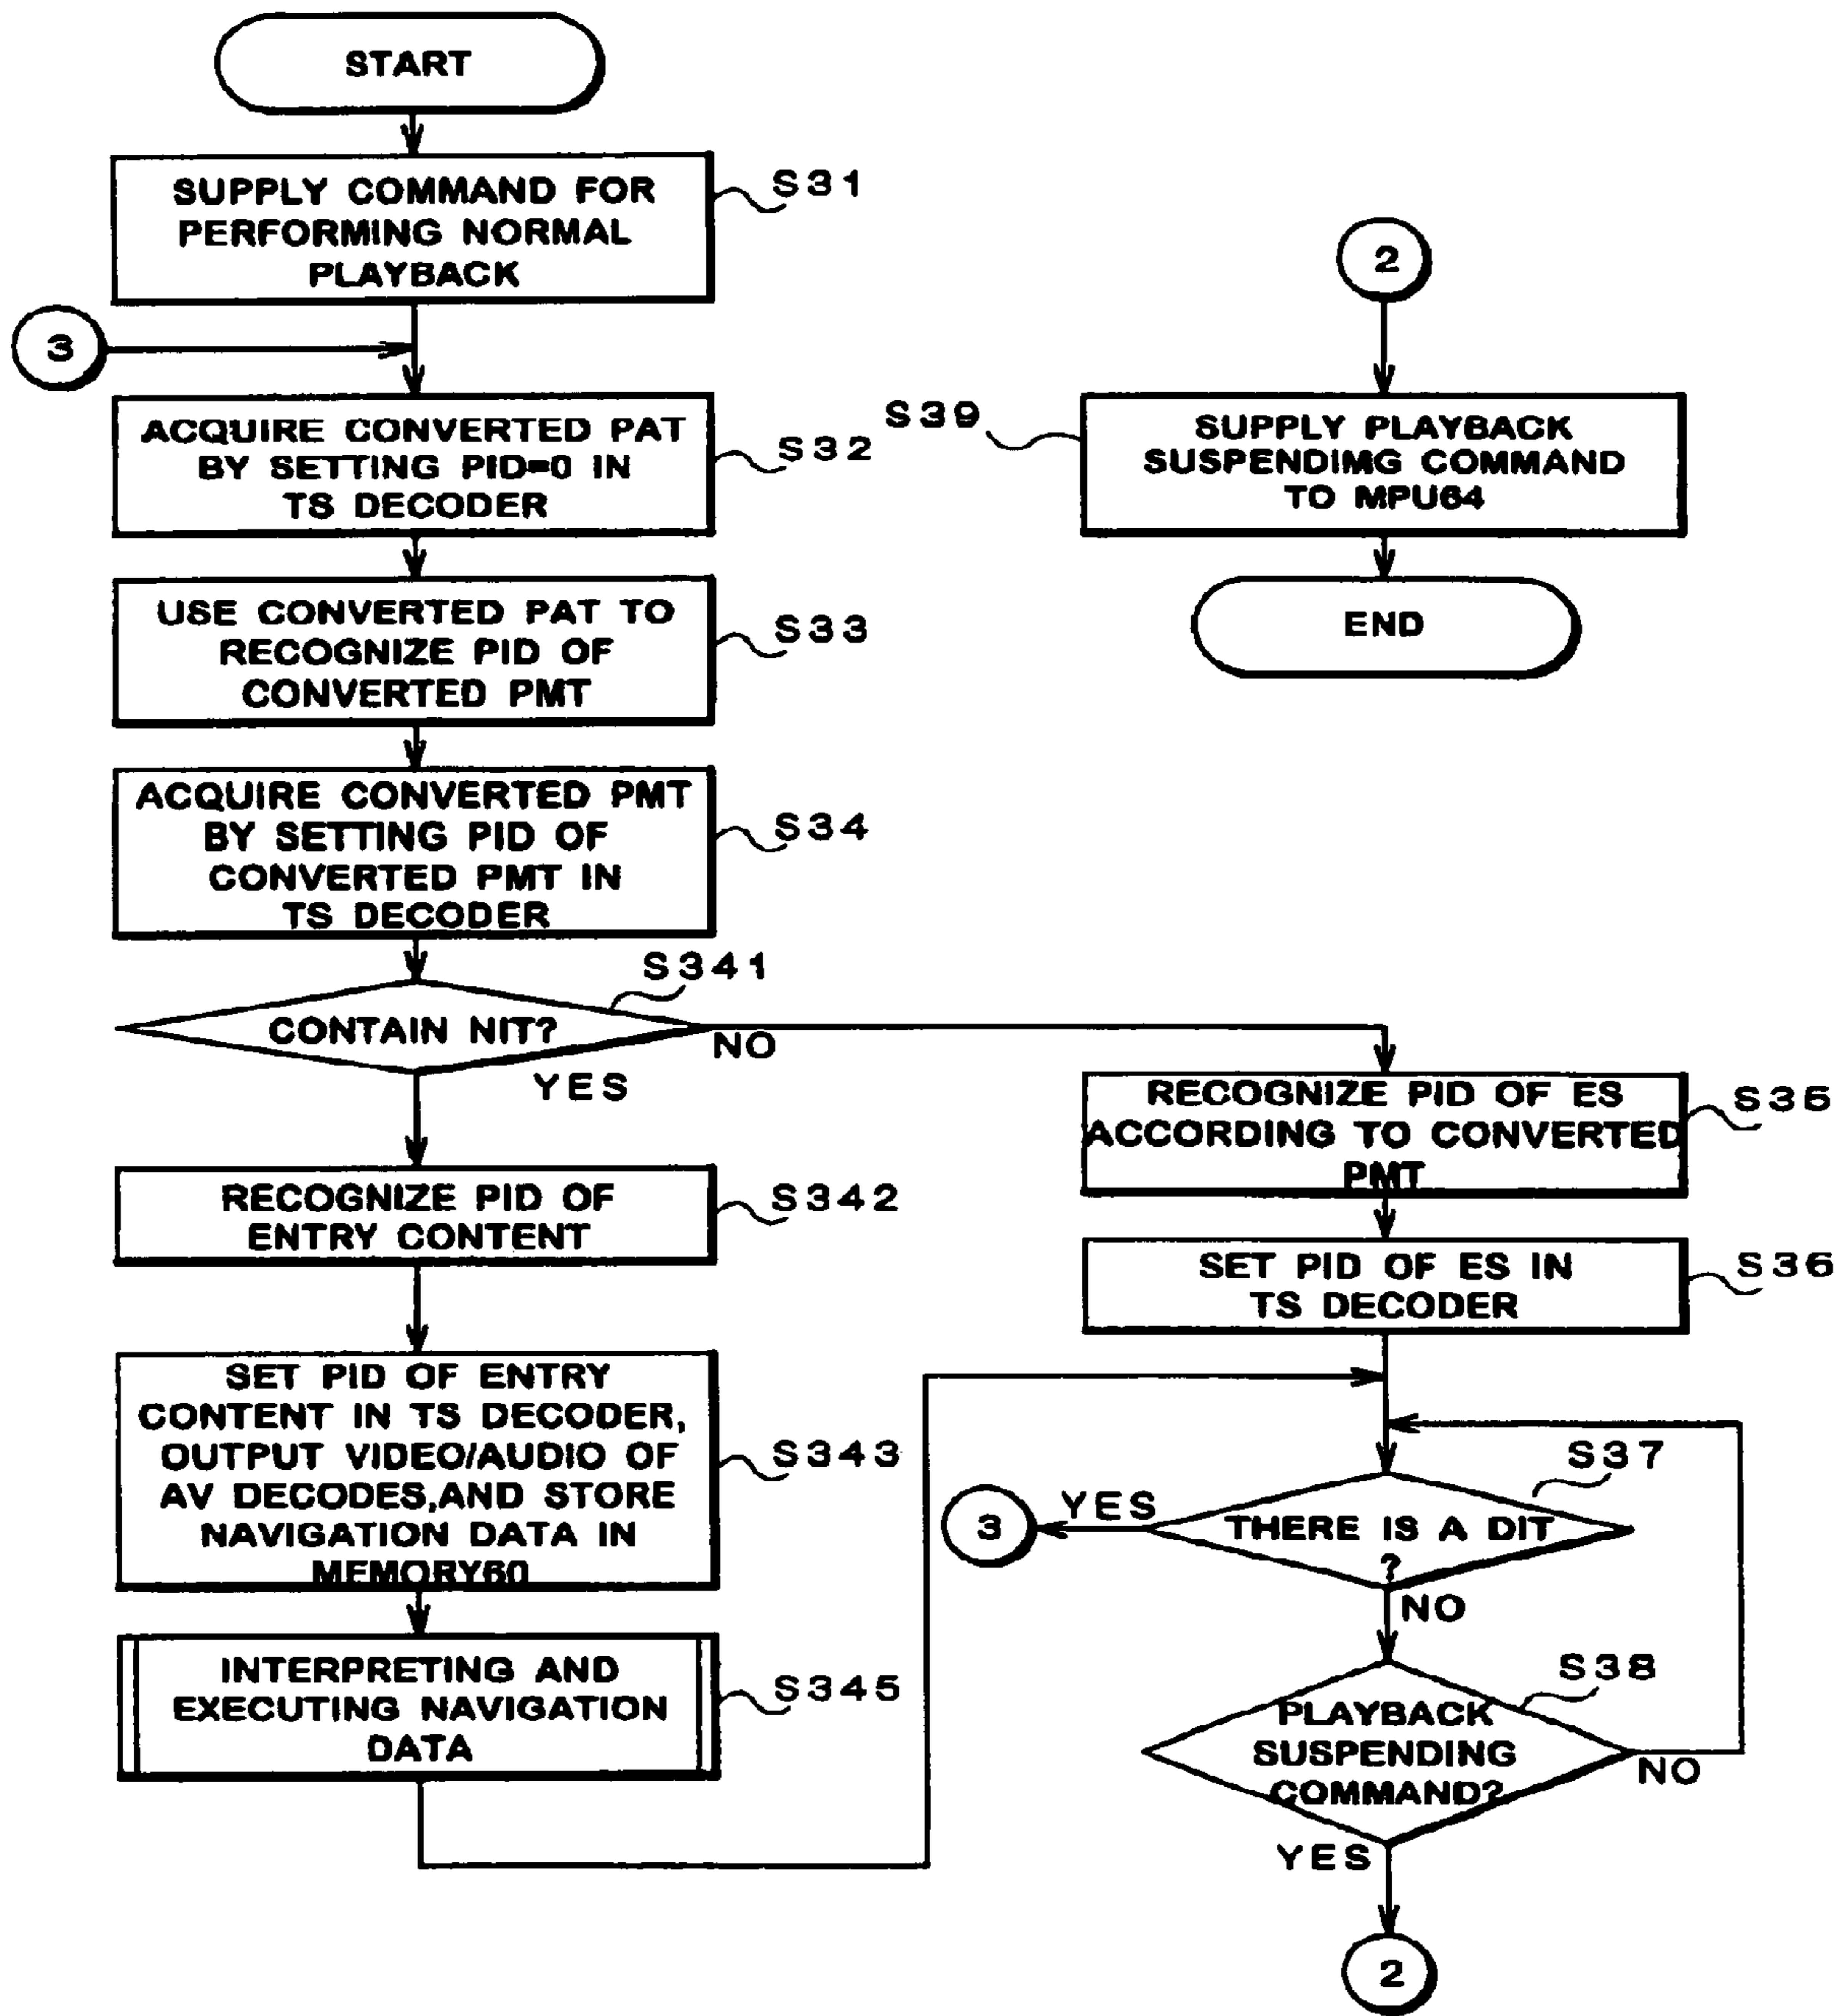 START
SUPPLY COMMAND FOR
PERFORMING NORMAL
PLAYBACK
S31
3
ACQUIRE CONVERTED PAT
BY SETTING PID=0 IN
TS DECODER
S32
USE CONVERTED PAT TO
RECOGNIZE PID OF
CONVERTED PMT
S33
ACQUIRE CONVERTED PMT
BY SETTING PID OF
CONVERTED PMT IN
TS DECODER
S34
S341
CONTAIN NIT?
NO
YES
RECOGNIZE PID OF
ENTRY CONTENT
S342
SET PID OF ENTRY
CONTENT IN TS DECODER,
OUTPUT VIDEO/AUDIO OF
AV DECODES,AND STORE
NAVIGATION DATA IN
MEMORY60
S343
INTERPRETING AND
EXECUTING NAVIGATION
DATA
S345
2
S39
SUPPLY PLAYBACK
SUSPENDIMG COMMAND
TO MPU64
END
RECOGNIZE PID OF ES
ACCORDING TO CONVERTED
PMT
S35
SET PID OF ES IN
TS DECODER
S36
S37
YES
3
THERE IS A DIT
?
NO
S38
PLAYBACK
SUSPENDING
COMMAND?
NO
YES
2